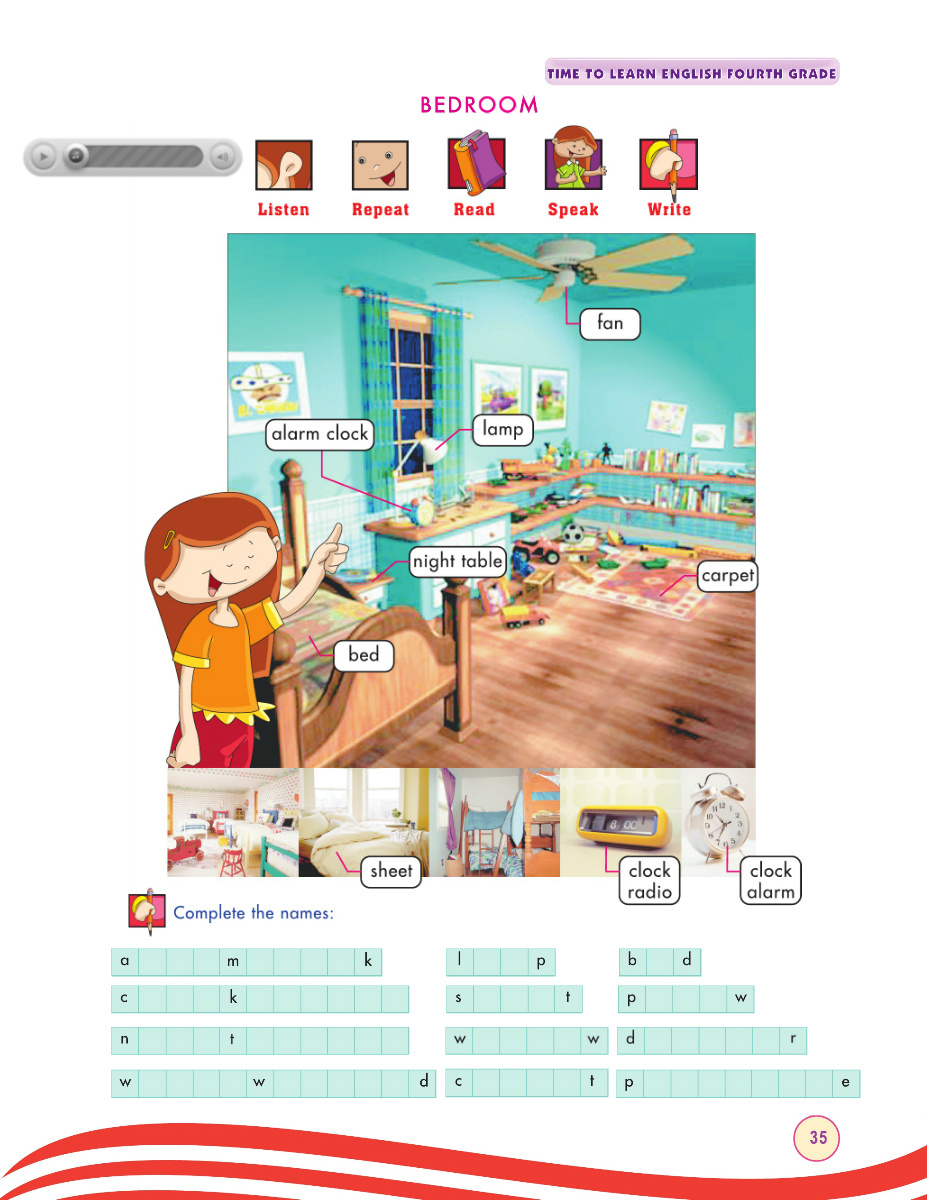 TIME TO LEARN ENGLISH FOURTH GRADE
BEDROOM
Listen Repeat Read Speak Write
fan
alarm clock
lamp
night table
carpet
bed
sheet
clock
radio
clock
alarm
8:00
Complete the names:
a m k l p b d
c k s t p w
n t w w d r
w w d c t p e
35